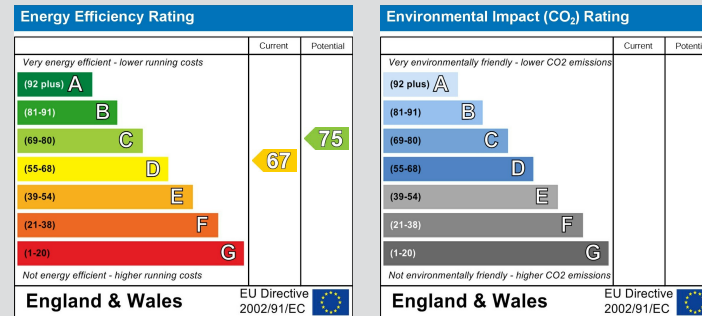 Energy Efficiency Rating
Current Potential
Very energy efficient - lower running costs
(92 plus) A
(81-91) B
(69-80) C
75
(55-68) D
67
(39-54) E
(21-38) F
(1-20) G
Not energy efficient - higher running costs
England & Wales
EU Directive
2002/91/EC
Environmental Impact (CO₂) Rating
Current Potenti
Very environmentally friendly - lower CO2 emissions
(92 plus) A
(81-91) B
(69-80) C
(55-68) D
(39-54) E
(21-38) F
(1-20) G
Not environmentally friendly - higher CO2 emissions
England & Wales
EU Directive
2002/91/EC